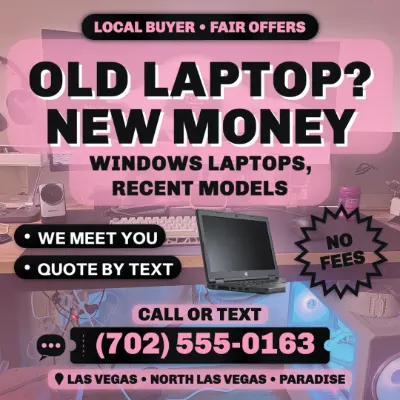 LOCAL BUYER • FAIR OFFERS
OLD LAPTOP?
NEW MONEY
WINDOWS LAPTOPS,
RECENT MODELS
• WE MEET YOU
• QUOTE BY TEXT
NO
FEES
CALL OR TEXT
(702) 555-0163
LAS VEGAS • NORTH LAS VEGAS • PARADISE